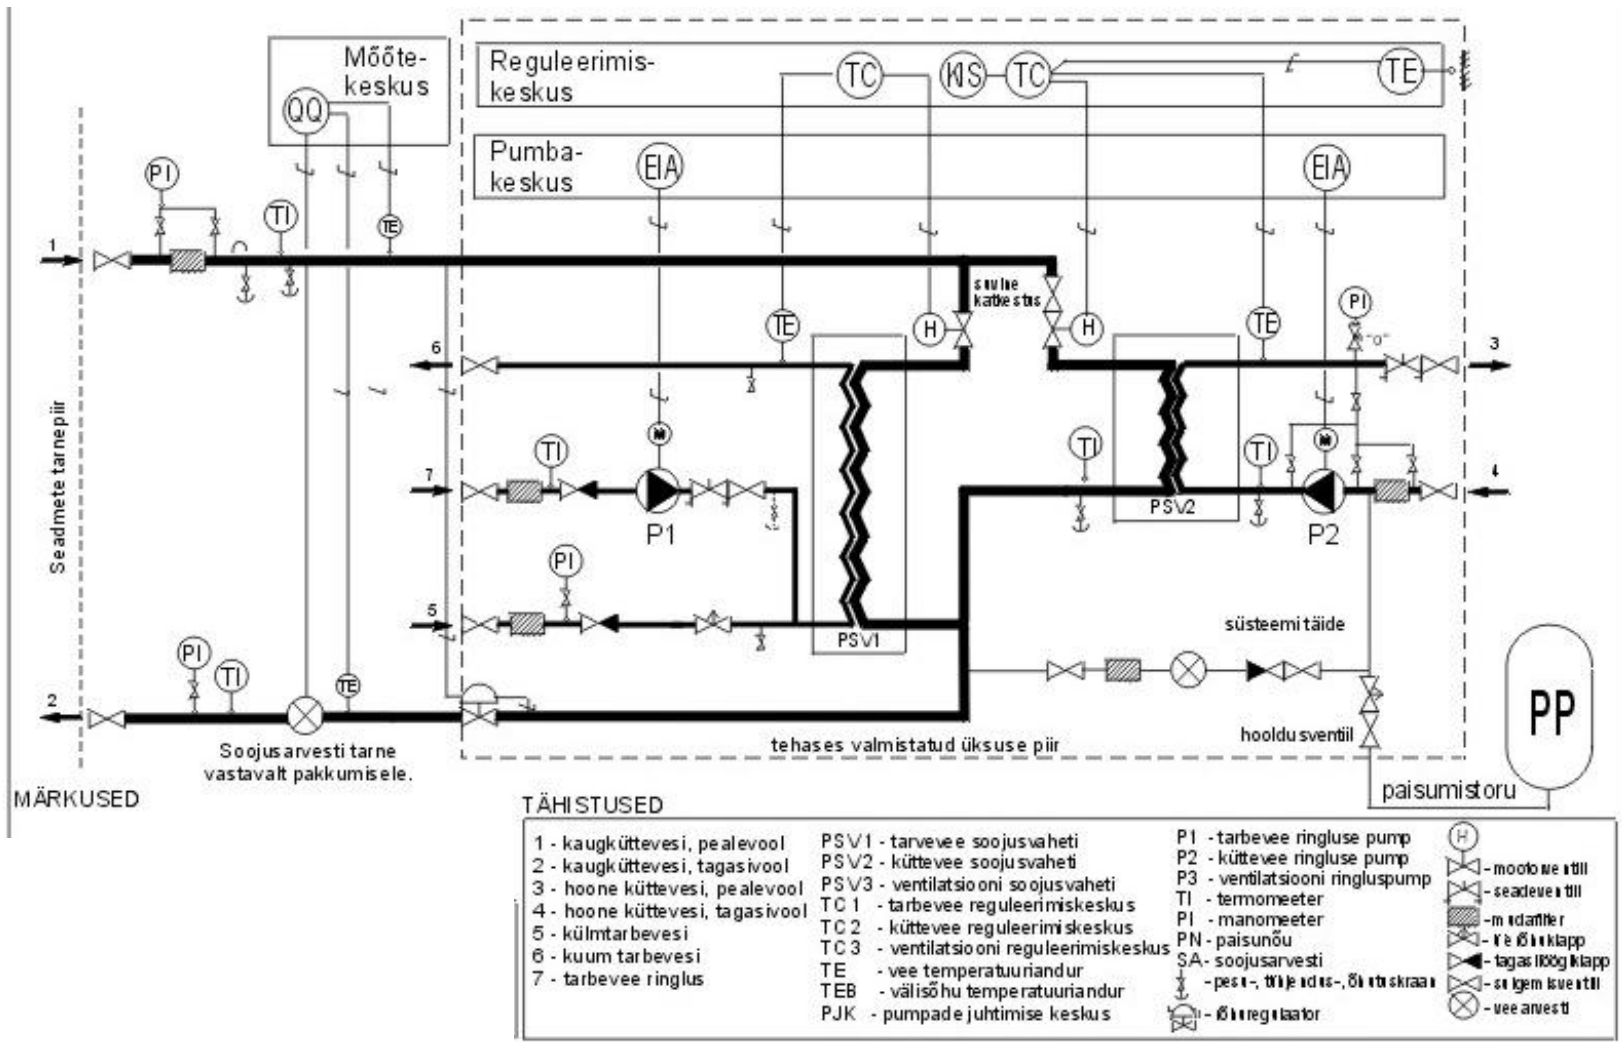 Mõõte-
keskus
QQ
Reguleerimis-
keskus
TC
KIS
TC
TE
Pumba-
keskus
EIA
EIA
PI
TI
TE
1
suvine
katkestus
H
H
TE
TE
PI
"0"
6
3
M
M
TI
TI
TI
7
4
P1
PSV2
P2
Seadmete tarnepiir
PI
5
PSV1
süsteemi täide
PI
TI
TE
2
PP
hooldusventiil
tehases valmistatud üksuse piir
Soojusarvesti tarne
vastavalt pakkumisele.
paisumistoru
MÄRKUSED
TÄHISTUSED
1 - kaugküttevesi, pealevool
2 - kaugküttevesi, tagasivool
3 - hoone küttevesi, pealevool
4 - hoone küttevesi, tagasivool
5 - külmtarbevesi
6 - kuum tarbevesi
7 - tarbevee ringlus
PSV1 - tarvevee soojusvaheti
PSV2 - küttevee soojusvaheti
PSV3 - ventilatsiooni soojusvaheti
TC1 - tarbevee reguleerimiskeskus
TC2 - küttevee reguleerimiskeskus
TC3 - ventilatsiooni reguleerimiskeskus
TE - vee temperatuuriandur
TEB - välisõhu temperatuuriandur
PJK - pumpade juhtimise keskus
P1 - tarbevee ringluse pump
P2 - küttevee ringluse pump
P3 - ventilatsiooni ringluspump
TI - termomeeter
PI - manomeeter
PN - paisunõu
SA - soojusarvesti
- pesu-, tühjendus-, õhutuskraan
- rõhuregulaator
H
- mootorventiil
- seadeventiil
- mudafilter
- tagasilöögiklapp
- sulgemisventiil
- veearvesti